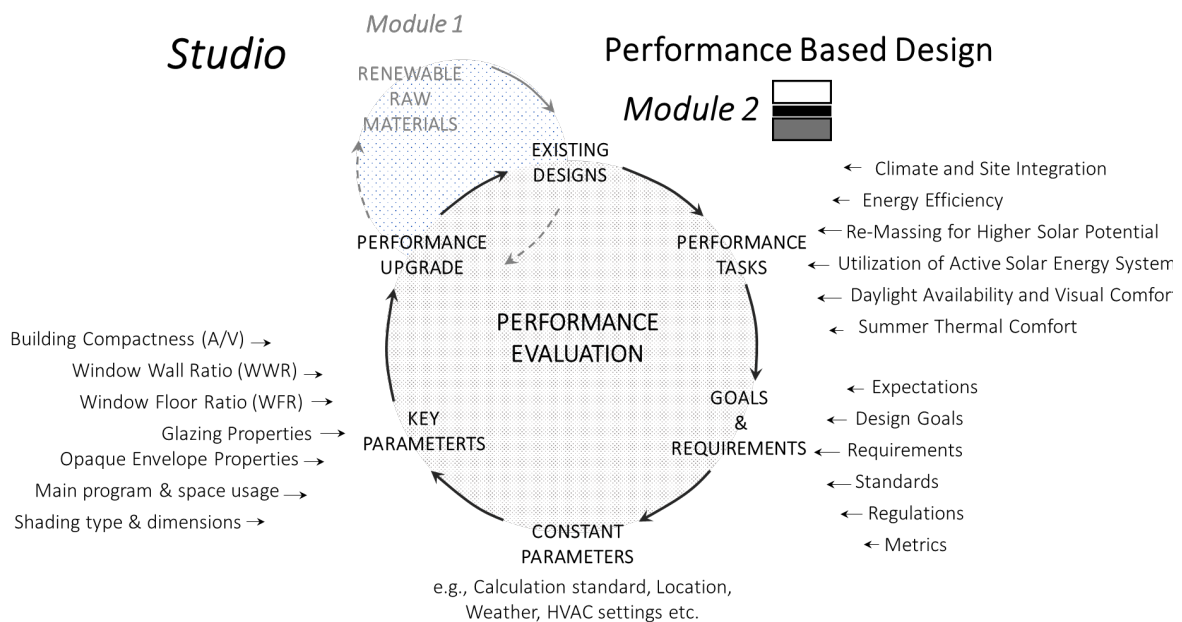 Studio
Module 1
RENEWABLE
RAW
MATERIALS
Performance Based Design
Module 2
EXISTING
DESIGNS
PERFORMANCE
TASKS
GOALS
&
REQUIREMENTS
CONSTANT
PARAMETERS
e.g., Calculation standard, Location,
Weather, HVAC settings etc.
KEY
PARAMETERTS
PERFORMANCE
UPGRADE
PERFORMANCE
EVALUATION
Climate and Site Integration
Energy Efficiency
Re-Massing for Higher Solar Potential
Utilization of Active Solar Energy System
Daylight Availability and Visual Comfor
Summer Thermal Comfort
Expectations
Design Goals
Requirements
Standards
Regulations
Metrics
Building Compactness (A/V)
Window Wall Ratio (WWR)
Window Floor Ratio (WFR)
Glazing Properties
Opaque Envelope Properties
Main program & space usage
Shading type & dimensions